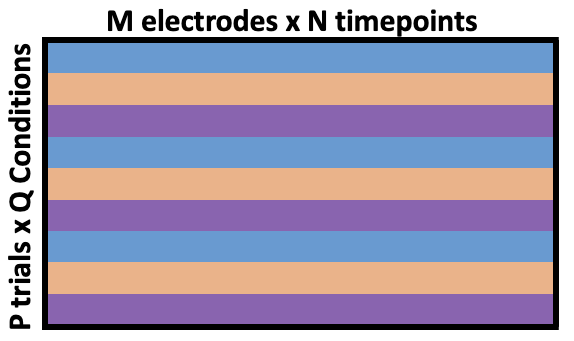 M electrodes x N timepoints
P trials x Q Conditions